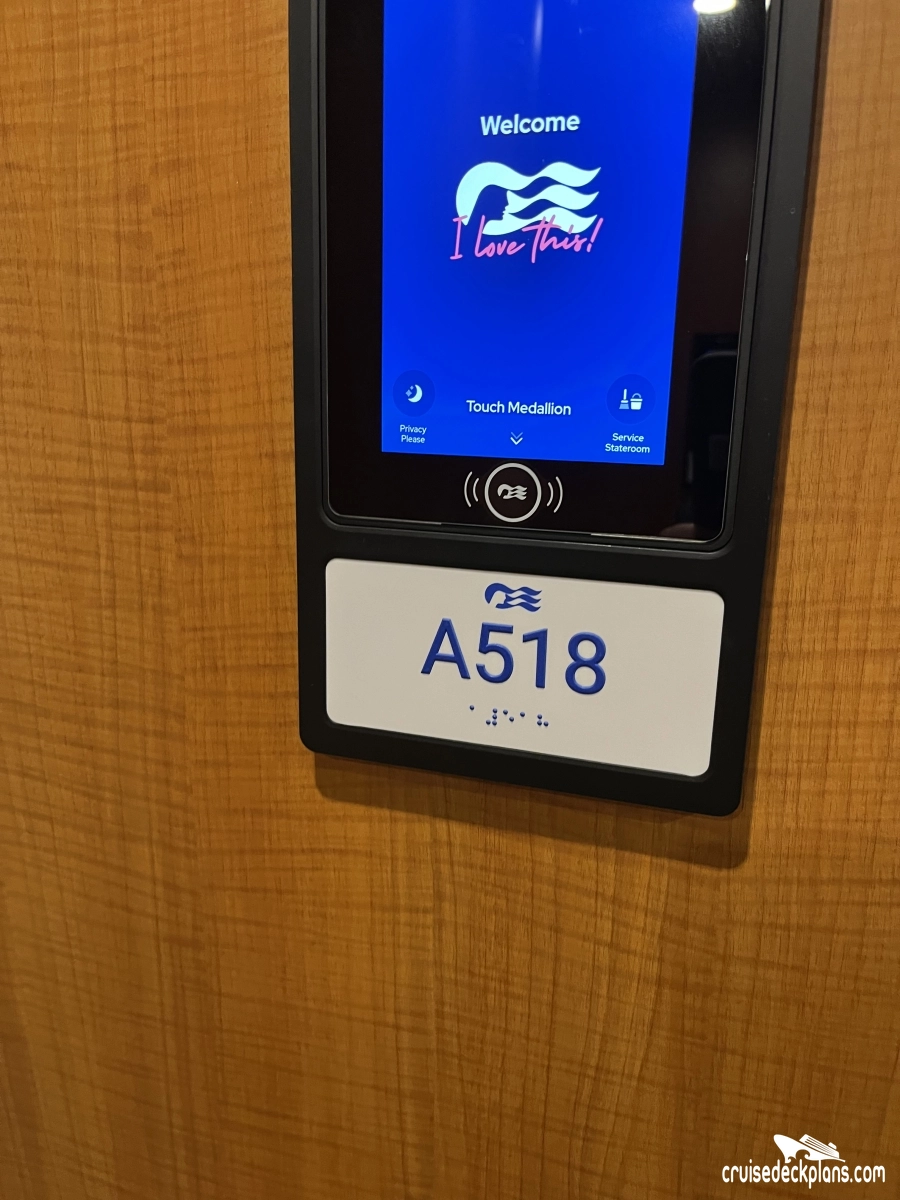 Welcome
I love this!
Touch Medallion
Privacy
Please
Service
Stateroom
A518
⠁⠼⠑⠁⠓
cruisedeckplans.com